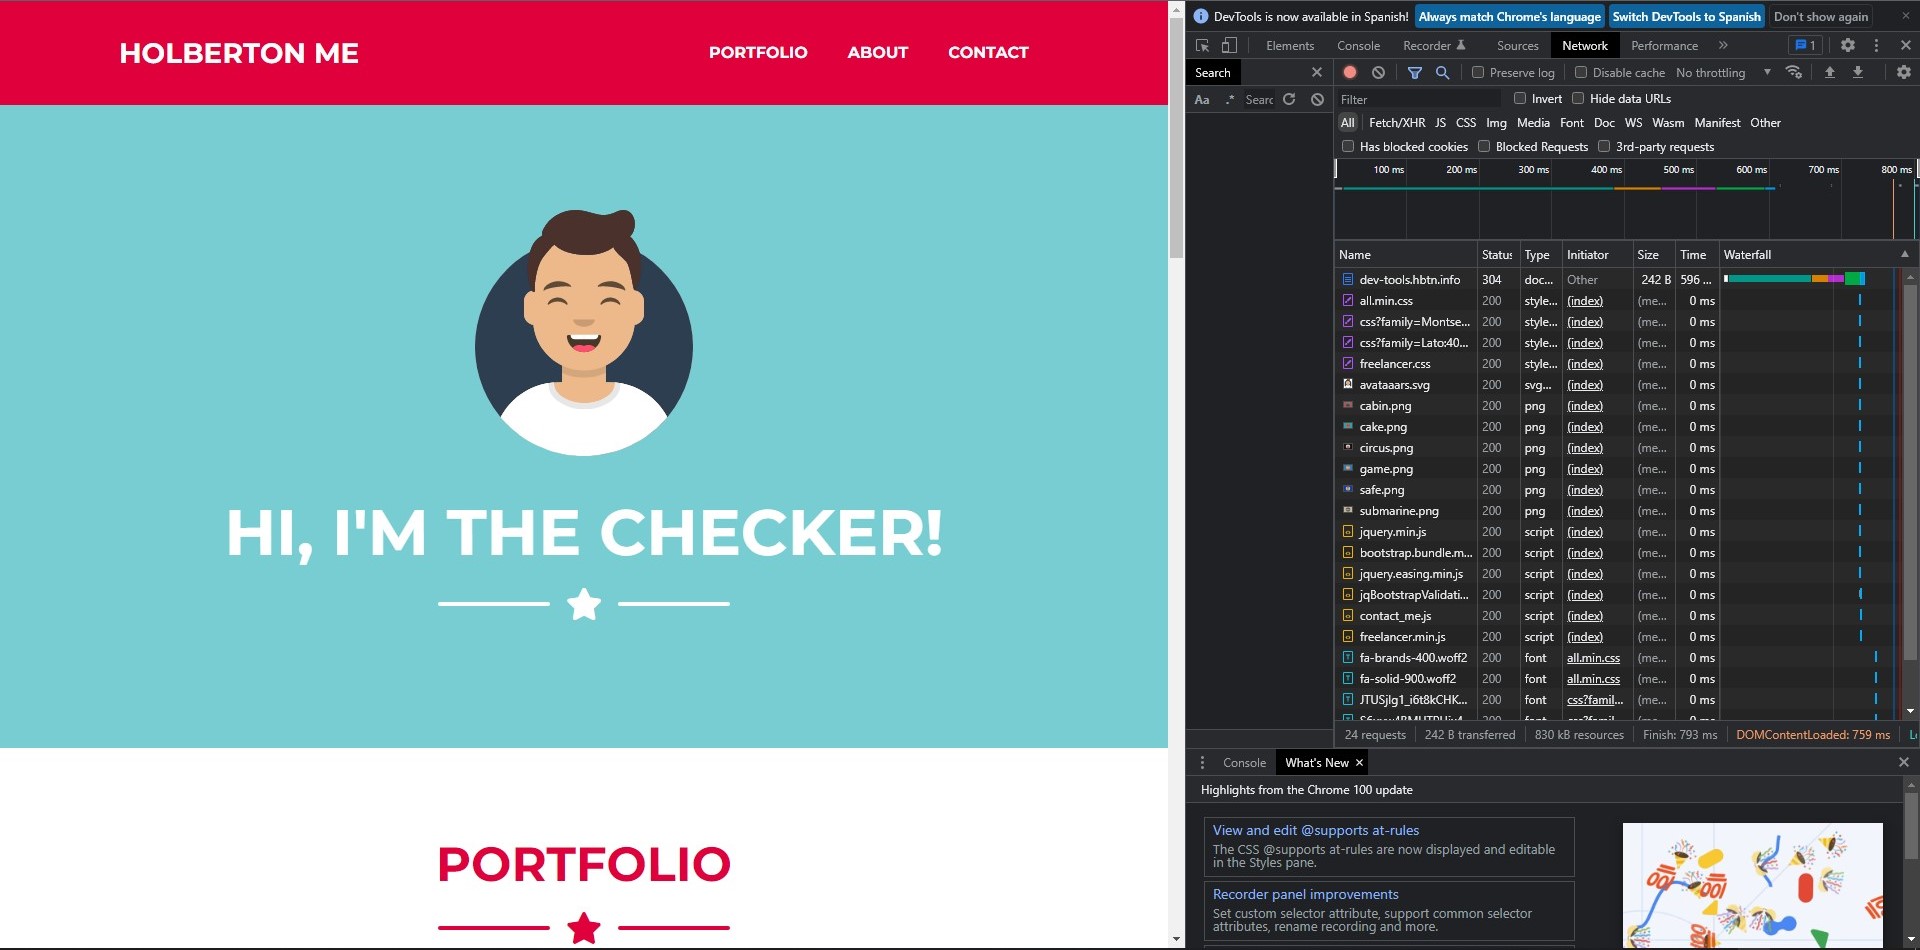 HOLBERTON ME
PORTFOLIO ABOUT CONTACT
HI, I'M THE CHECKER!
PORTFOLIO
DevTools is now available in Spanish! Always match Chrome's language Switch DevTools to Spanish Don't show again
Elements Console Recorder Sources Network Performance 1
Search
Aa .* Searc
Preserve log Disable cache No throttling
Filter Invert Hide data URLs
All Fetch/XHR JS CSS Img Media Font Doc WS Wasm Manifest Other
Has blocked cookies Blocked Requests 3rd-party requests
100 ms 200 ms 300 ms 400 ms 500 ms 600 ms 700 ms 800 ms
Name Status Type Initiator Size Time Waterfall
dev-tools.hbtn.info 304 doc... Other 242 B 596 ...
all.min.css 200 style... (index) (me... 0 ms
css?family=Montse... 200 style... (index) (me... 0 ms
css?family=Lato:40... 200 style... (index) (me... 0 ms
freelancer.css 200 style... (index) (me... 0 ms
avataaars.svg 200 svg... (index) (me... 0 ms
cabin.png 200 png (index) (me... 0 ms
cake.png 200 png (index) (me... 0 ms
circus.png 200 png (index) (me... 0 ms
game.png 200 png (index) (me... 0 ms
safe.png 200 png (index) (me... 0 ms
submarine.png 200 png (index) (me... 0 ms
jquery.min.js 200 script (index) (me... 0 ms
bootstrap.bundle.m... 200 script (index) (me... 0 ms
jquery.easing.min.js 200 script (index) (me... 0 ms
jqBootstrapValidati... 200 script (index) (me... 0 ms
contact_me.js 200 script (index) (me... 0 ms
freelancer.min.js 200 script (index) (me... 0 ms
fa-brands-400.woff2 200 font all.min.css (me... 0 ms
fa-solid-900.woff2 200 font all.min.css (me... 0 ms
JTUSjIg1_i6t8kCHK... 200 font css?famil... (me... 0 ms
24 requests 242 B transferred 830 kB resources Finish: 793 ms DOMContentLoaded: 759 ms
Console What's New
Highlights from the Chrome 100 update
View and edit @supports at-rules
The CSS @supports at-rules are now displayed and editable
in the Styles pane.
Recorder panel improvements
Set custom selector attribute, support common selector
attributes, rename recording and more.